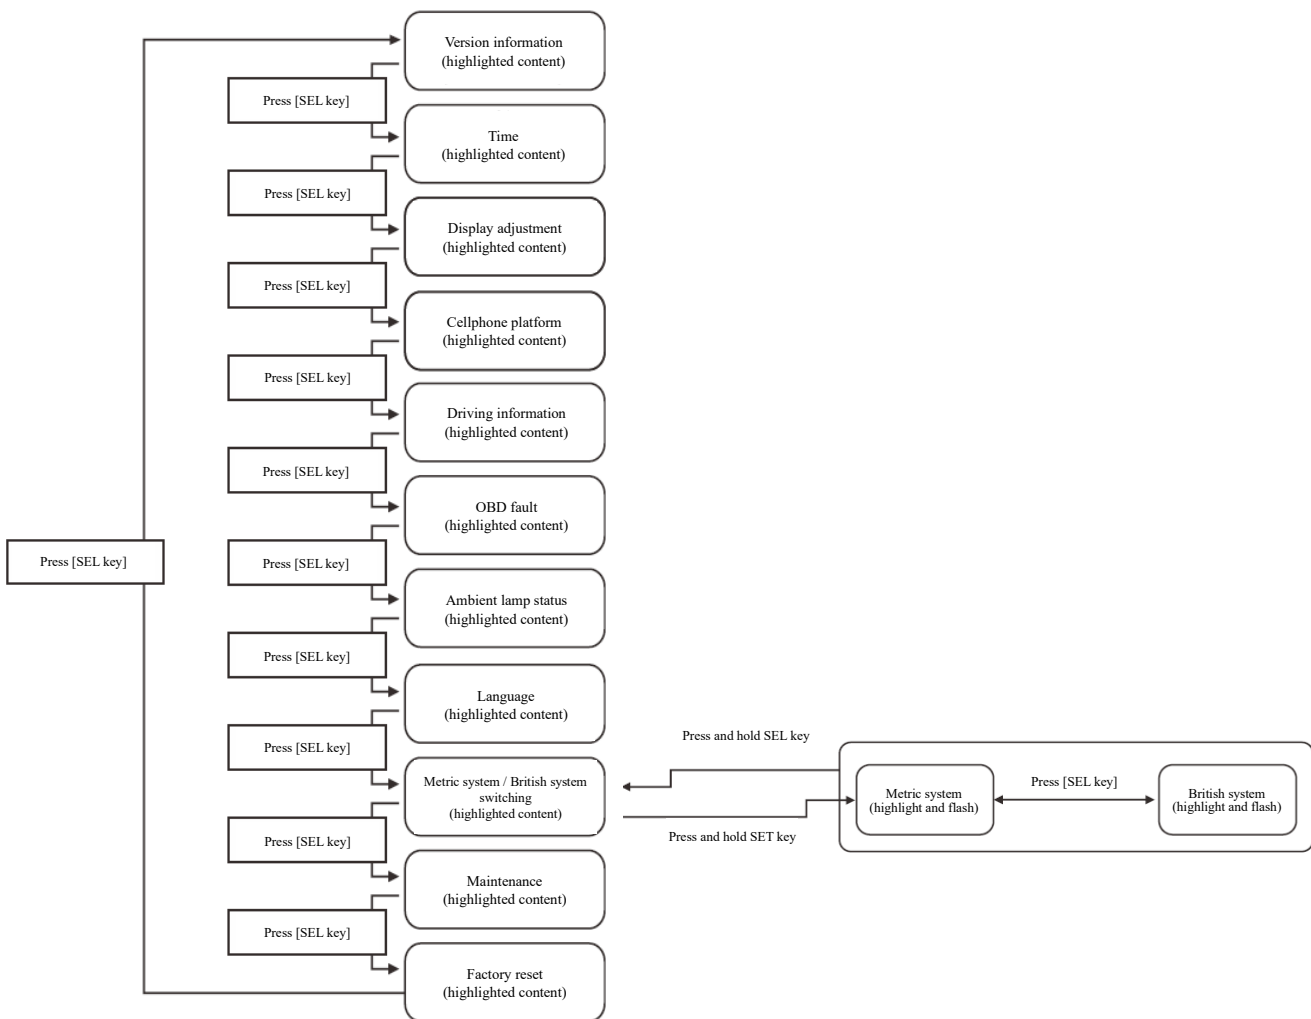 Version information
(highlighted content)
Press [SEL key]
Time
(highlighted content)
Press [SEL key]
Display adjustment
(highlighted content)
Press [SEL key]
Cellphone platform
(highlighted content)
Press [SEL key]
Driving information
(highlighted content)
Press [SEL key]
OBD fault
(highlighted content)
Press [SEL key]
Press [SEL key]
Ambient lamp status
(highlighted content)
Press [SEL key]
Language
(highlighted content)
Press [SEL key]
Metric system / British system
switching
(highlighted content)
Press and hold SEL key
Press and hold SET key
Metric system
(highlight and flash)
Press [SEL key]
British system
(highlight and flash)
Press [SEL key]
Maintenance
(highlighted content)
Press [SEL key]
Factory reset
(highlighted content)